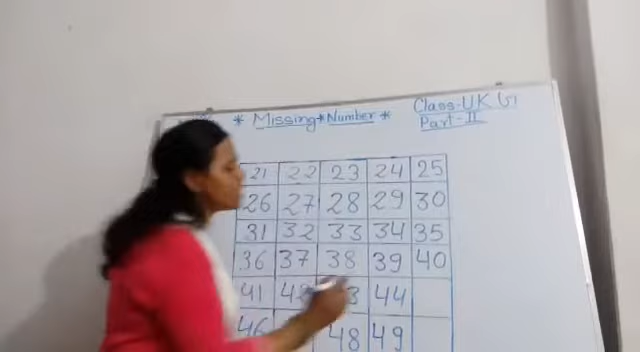 * Missing * Number *
Class-UKG
Part-II
21 22 23 24 25
26 27 28 29 30
31 32 33 34 35
36 37 38 39 40
41 44
46 48 49